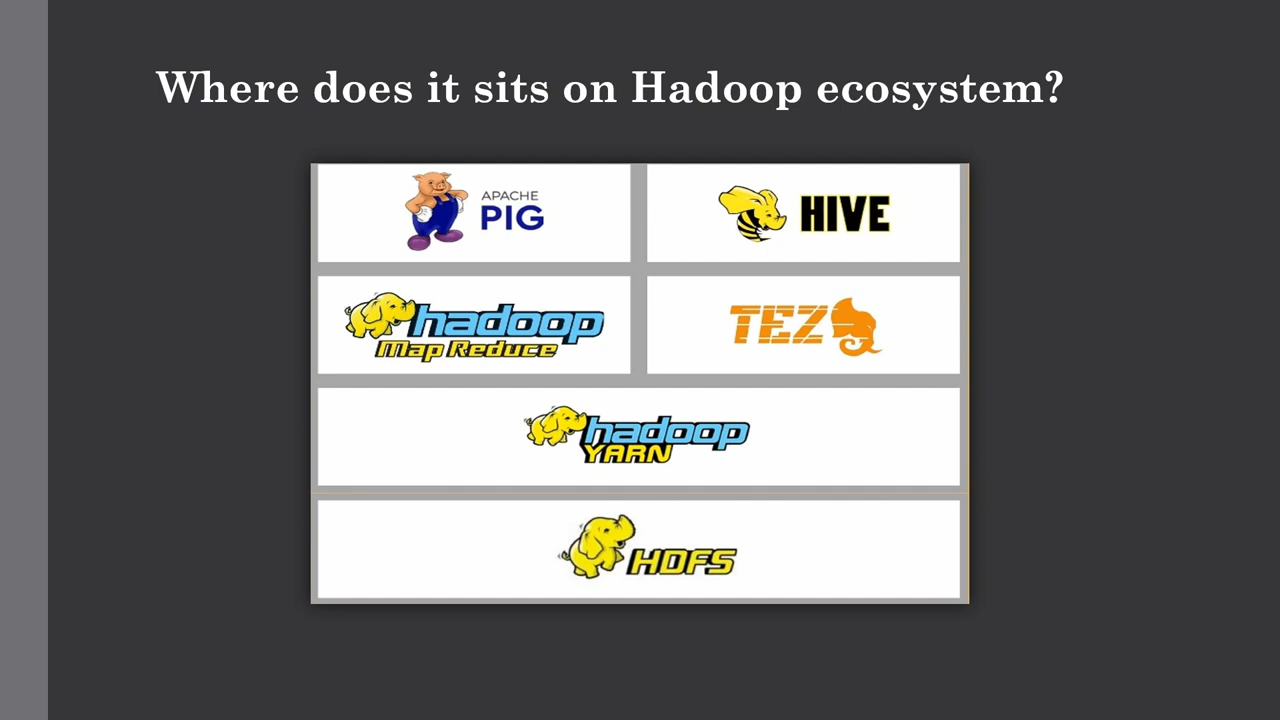 Where does it sits on Hadoop ecosystem?
APACHE
PIG
HIVE
hadoop
Map Reduce
TEZ
hadoop
YARN
HDFS